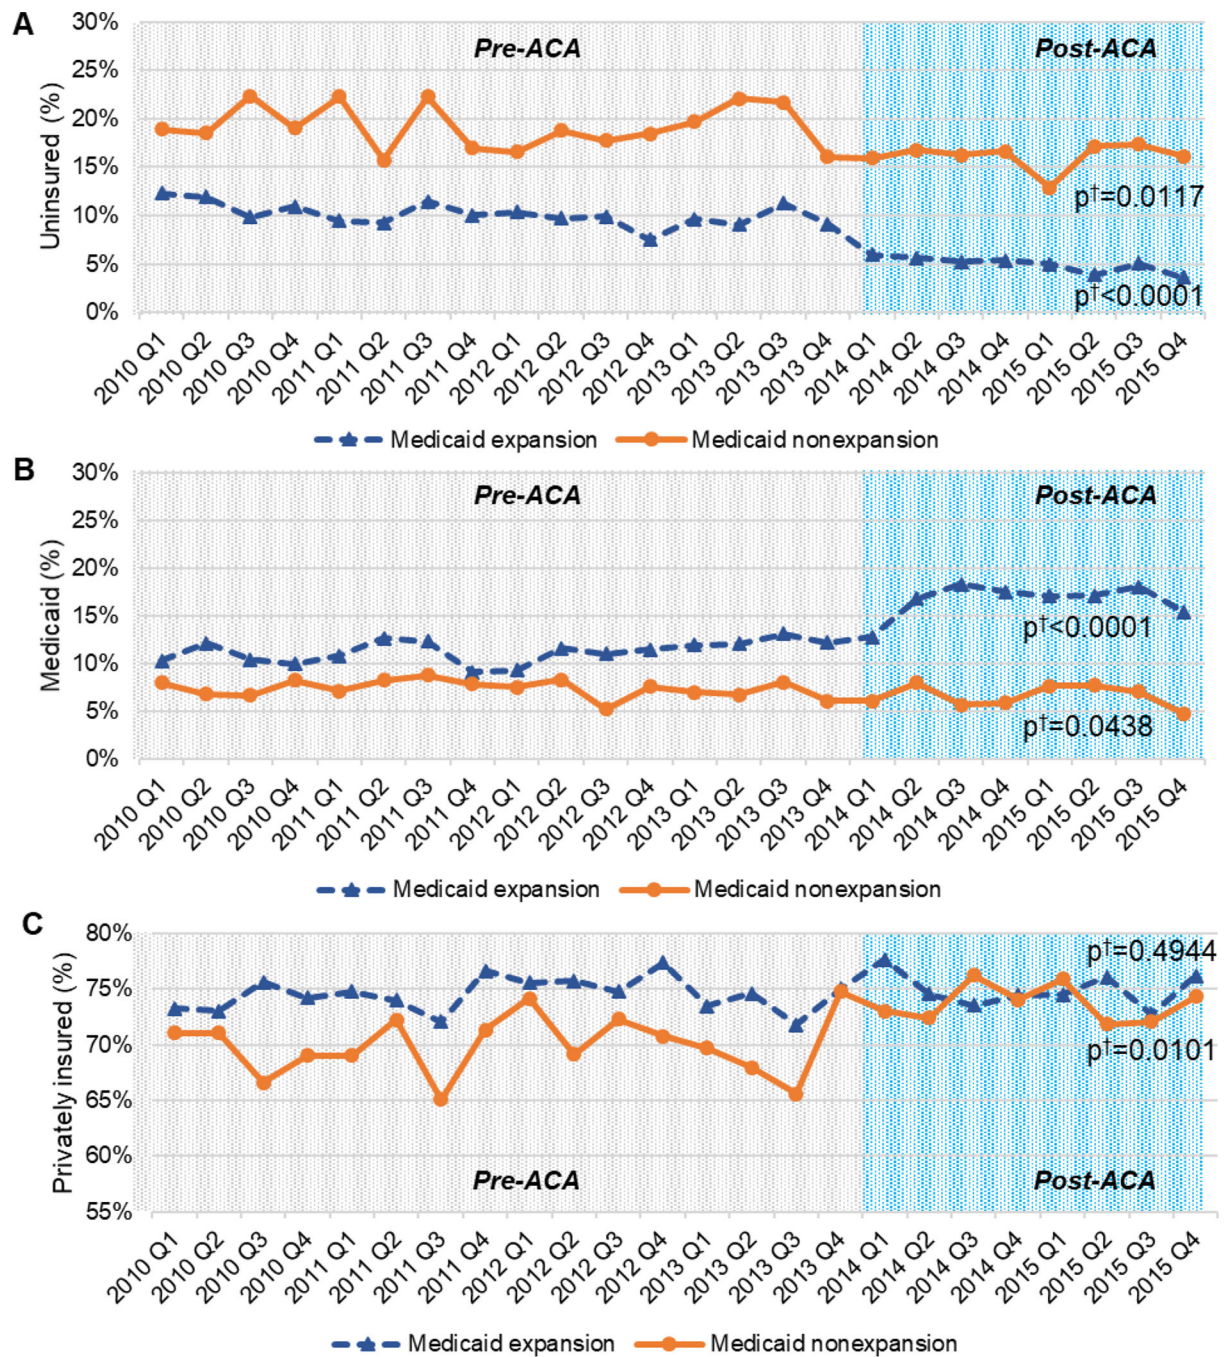 A
30%
Pre-ACA Post-ACA
25%
20%
15%
10%
5%
0%
Uninsured (%)
p†=0.0117
p†<0.0001
2010 Q1 2010 Q2 2010 Q3 2010 Q4 2011 Q1 2011 Q2 2011 Q3 2011 Q4 2012 Q1 2012 Q2 2012 Q3 2012 Q4 2013 Q1 2013 Q2 2013 Q3 2013 Q4 2014 Q1 2014 Q2 2014 Q3 2014 Q4 2015 Q1 2015 Q2 2015 Q3 2015 Q4
Medicaid expansion Medicaid nonexpansion
B
30%
Pre-ACA Post-ACA
25%
20%
15%
10%
5%
0%
Medicaid (%)
p†<0.0001
p†=0.0438
2010 Q1 2010 Q2 2010 Q3 2010 Q4 2011 Q1 2011 Q2 2011 Q3 2011 Q4 2012 Q1 2012 Q2 2012 Q3 2012 Q4 2013 Q1 2013 Q2 2013 Q3 2013 Q4 2014 Q1 2014 Q2 2014 Q3 2014 Q4 2015 Q1 2015 Q2 2015 Q3 2015 Q4
Medicaid expansion Medicaid nonexpansion
C
80%
75%
70%
65%
60%
55%
Privately insured (%)
p†=0.4944
p†=0.0101
Pre-ACA Post-ACA
2010 Q1 2010 Q2 2010 Q3 2010 Q4 2011 Q1 2011 Q2 2011 Q3 2011 Q4 2012 Q1 2012 Q2 2012 Q3 2012 Q4 2013 Q1 2013 Q2 2013 Q3 2013 Q4 2014 Q1 2014 Q2 2014 Q3 2014 Q4 2015 Q1 2015 Q2 2015 Q3 2015 Q4
Medicaid expansion Medicaid nonexpansion